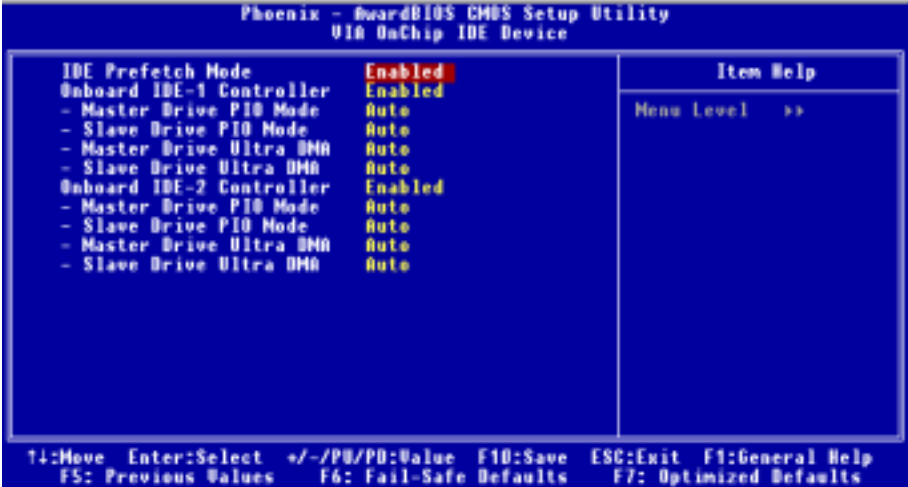 Phoenix - AwardBIOS CMOS Setup Utility
VIA OnChip IDE Device
IDE Prefetch Mode Enabled
Onboard IDE-1 Controller Enabled
- Master Drive PIO Mode Auto
- Slave Drive PIO Mode Auto
- Master Drive Ultra DMA Auto
- Slave Drive Ultra DMA Auto
Onboard IDE-2 Controller Enabled
- Master Drive PIO Mode Auto
- Slave Drive PIO Mode Auto
- Master Drive Ultra DMA Auto
- Slave Drive Ultra DMA Auto
Item Help
Menu Level >>
↑↓:Move Enter:Select +/-/PU/PD:Value F10:Save ESC:Exit F1:General Help
F5: Previous Values F6: Fail-Safe Defaults F7: Optimized Defaults